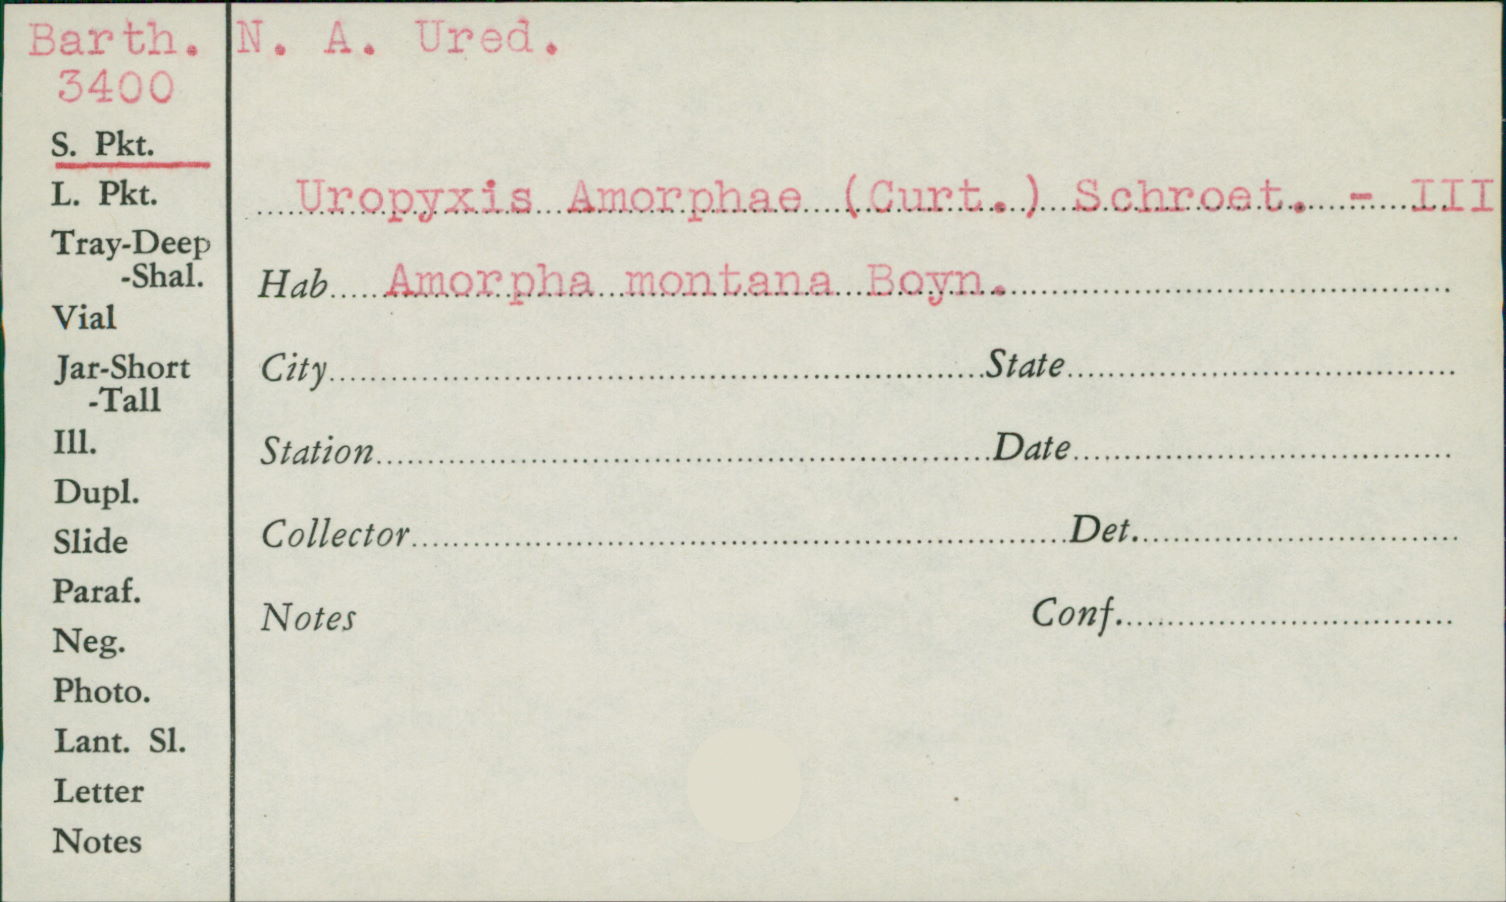 Barth. N. A. Ured.
3400
S. Pkt.
L. Pkt.
Tray-Deep
-Shal.
Vial
Jar-Short
-Tall
Ill.
Dupl.
Slide
Paraf.
Neg.
Photo.
Lant. Sl.
Letter
Notes
Uropyxis Amorphae (Curt.) Schroet. - III
Hab Amorpha montana Boyn.
City State
Station Date
Collector Det.
Notes Conf.